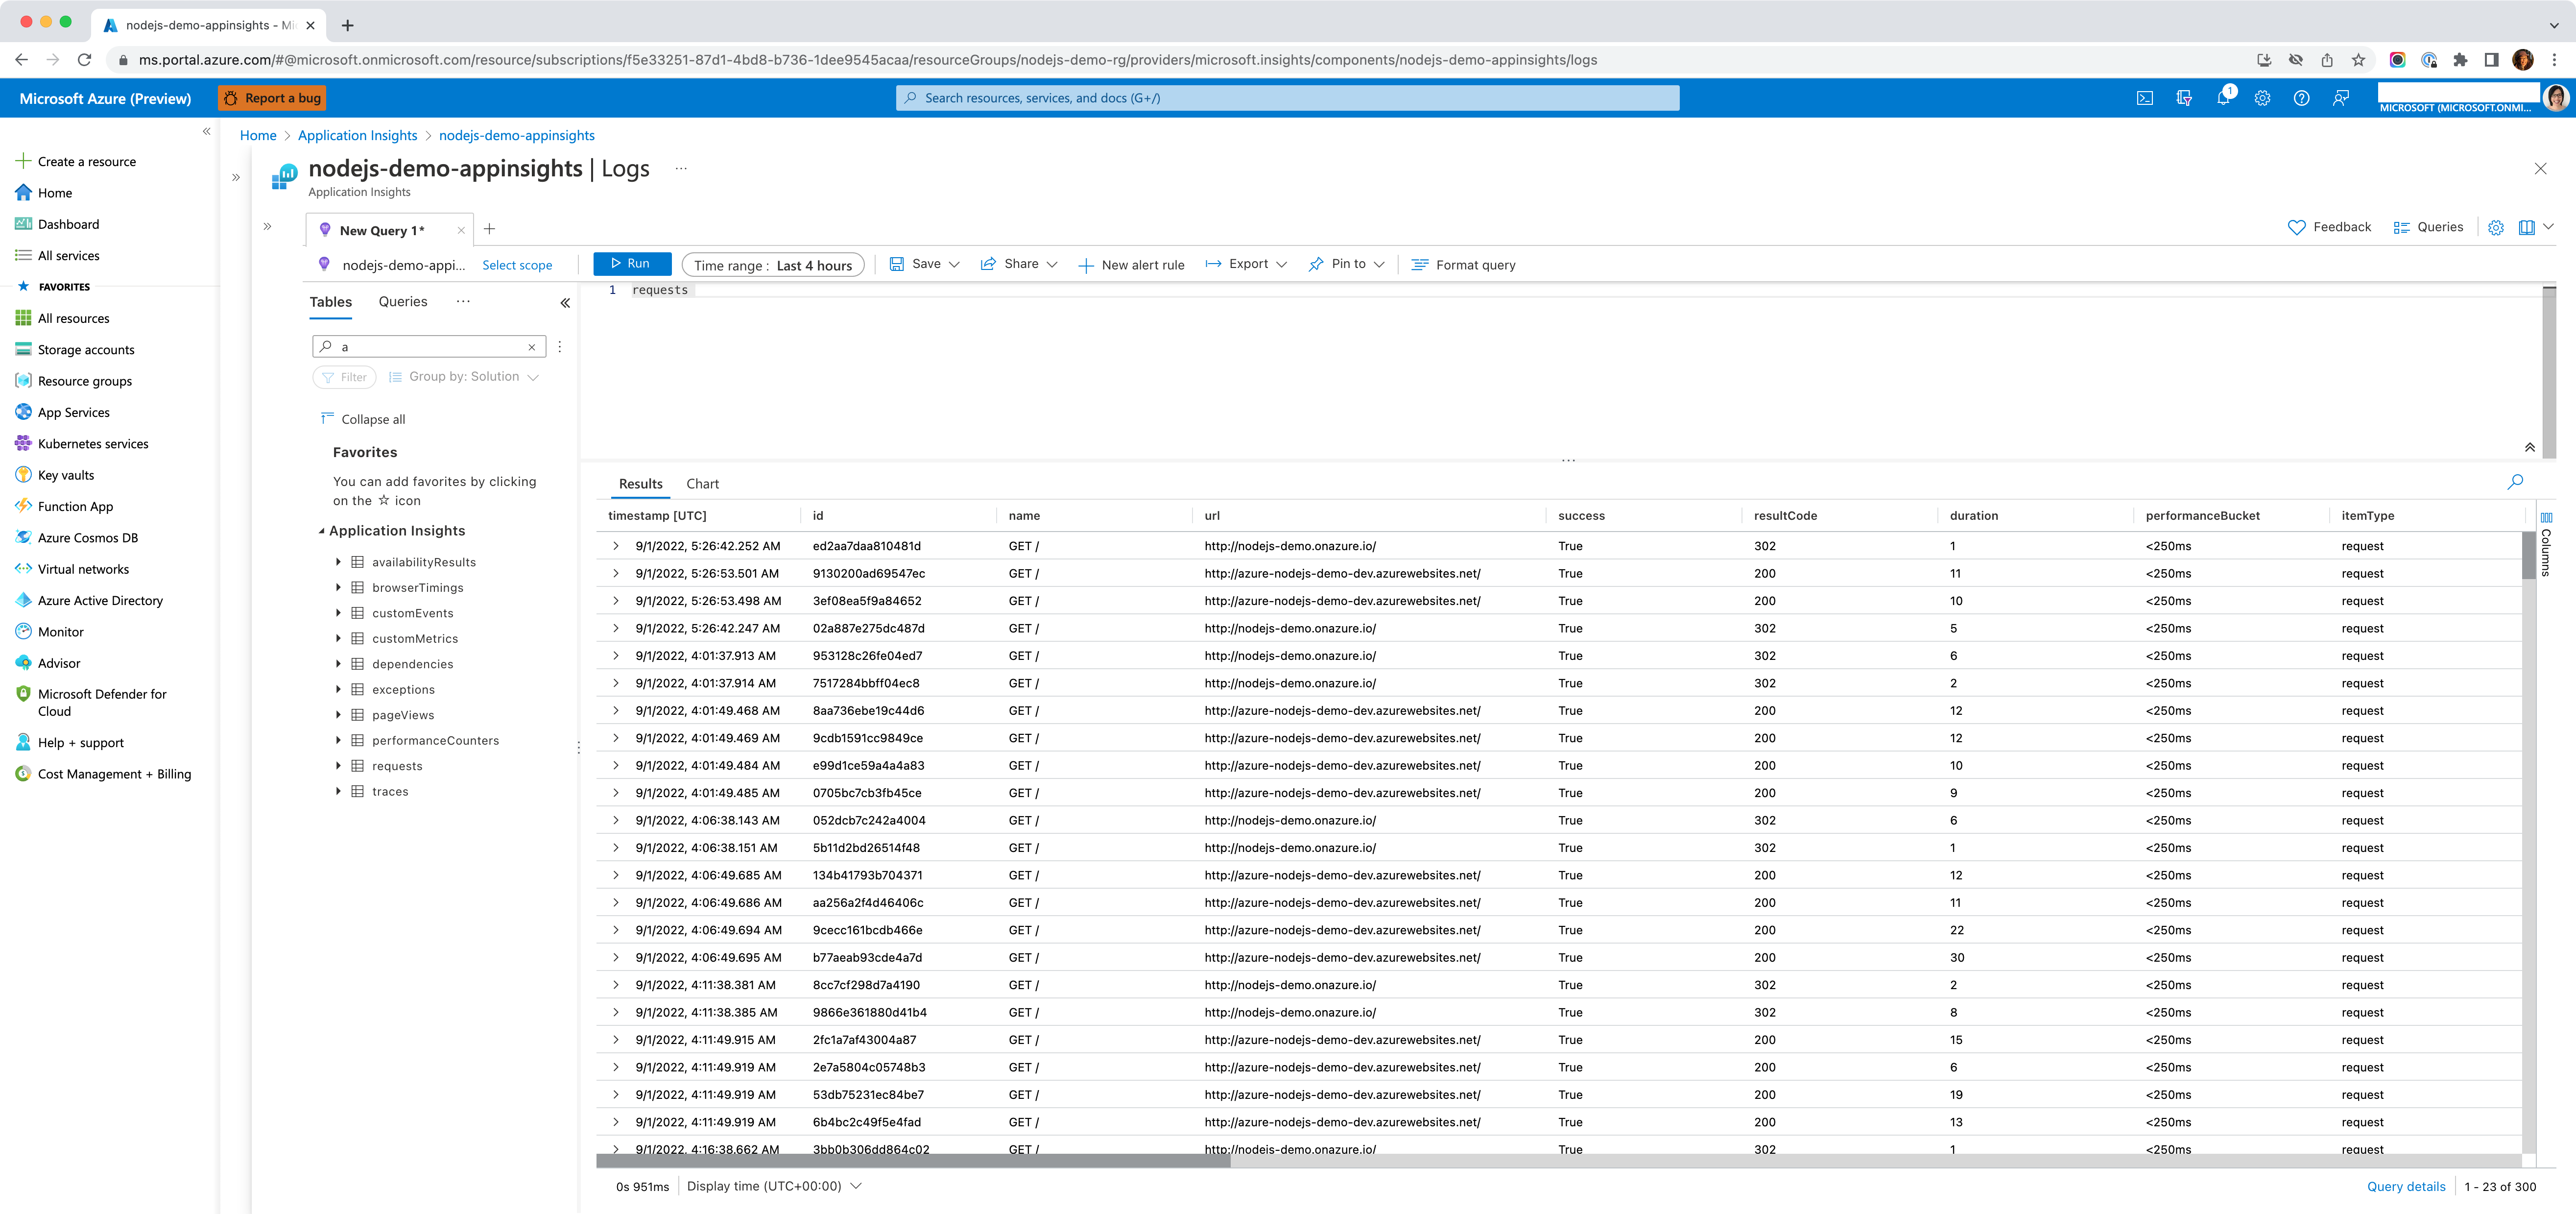 nodejs-demo-appinsights - Mi
ms.portal.azure.com/#@microsoft.onmicrosoft.com/resource/subscriptions/f5e33251-87d1-4bd8-b736-1dee9545acaa/resourceGroups/nodejs-demo-rg/providers/microsoft.insights/components/nodejs-demo-appinsights/logs
Microsoft Azure (Preview) Report a bug Search resources, services, and docs (G+/) 1 MICROSOFT (MICROSOFT.ONMI...
Home > Application Insights > nodejs-demo-appinsights
Create a resource
Home
Dashboard
All services
FAVORITES
All resources
Storage accounts
Resource groups
App Services
Kubernetes services
Key vaults
Function App
Azure Cosmos DB
Virtual networks
Azure Active Directory
Monitor
Advisor
Microsoft Defender for
Cloud
Help + support
Cost Management + Billing
nodejs-demo-appinsights | Logs ...
Application Insights
New Query 1*
Feedback Queries
nodejs-demo-appi... Select scope Run Time range : Last 4 hours Save Share New alert rule Export Pin to Format query
Tables Queries ...
a
Filter Group by: Solution
Collapse all
Favorites
You can add favorites by clicking
on the ☆ icon
Application Insights
availabilityResults
browserTimings
customEvents
customMetrics
dependencies
exceptions
pageViews
performanceCounters
requests
traces
1 requests
Results Chart
timestamp [UTC] id name url success resultCode duration performanceBucket itemType
Columns
9/1/2022, 5:26:42.252 AM ed2aa7daa810481d GET / http://nodejs-demo.onazure.io/ True 302 1 <250ms request
9/1/2022, 5:26:53.501 AM 9130200ad69547ec GET / http://azure-nodejs-demo-dev.azurewebsites.net/ True 200 11 <250ms request
9/1/2022, 5:26:53.498 AM 3ef08ea5f9a84652 GET / http://azure-nodejs-demo-dev.azurewebsites.net/ True 200 10 <250ms request
9/1/2022, 5:26:42.247 AM 02a887e275dc487d GET / http://nodejs-demo.onazure.io/ True 302 5 <250ms request
9/1/2022, 4:01:37.913 AM 953128c26fe04ed7 GET / http://nodejs-demo.onazure.io/ True 302 6 <250ms request
9/1/2022, 4:01:37.914 AM 7517284bbff04ec8 GET / http://nodejs-demo.onazure.io/ True 302 2 <250ms request
9/1/2022, 4:01:49.468 AM 8aa736ebe19c44d6 GET / http://azure-nodejs-demo-dev.azurewebsites.net/ True 200 12 <250ms request
9/1/2022, 4:01:49.469 AM 9cdb1591cc9849ce GET / http://azure-nodejs-demo-dev.azurewebsites.net/ True 200 12 <250ms request
9/1/2022, 4:01:49.484 AM e99d1ce59a4a4a83 GET / http://azure-nodejs-demo-dev.azurewebsites.net/ True 200 10 <250ms request
9/1/2022, 4:01:49.485 AM 0705bc7cb3fb45ce GET / http://azure-nodejs-demo-dev.azurewebsites.net/ True 200 9 <250ms request
9/1/2022, 4:06:38.143 AM 052dcb7c242a4004 GET / http://nodejs-demo.onazure.io/ True 302 6 <250ms request
9/1/2022, 4:06:38.151 AM 5b11d2bd26514f48 GET / http://nodejs-demo.onazure.io/ True 302 1 <250ms request
9/1/2022, 4:06:49.685 AM 134b41793b704371 GET / http://azure-nodejs-demo-dev.azurewebsites.net/ True 200 12 <250ms request
9/1/2022, 4:06:49.686 AM aa256a2f4d46406c GET / http://azure-nodejs-demo-dev.azurewebsites.net/ True 200 11 <250ms request
9/1/2022, 4:06:49.694 AM 9cecc161bcdb466e GET / http://azure-nodejs-demo-dev.azurewebsites.net/ True 200 22 <250ms request
9/1/2022, 4:06:49.695 AM b77aeab93cde4a7d GET / http://azure-nodejs-demo-dev.azurewebsites.net/ True 200 30 <250ms request
9/1/2022, 4:11:38.381 AM 8cc7cf298d7a4190 GET / http://nodejs-demo.onazure.io/ True 302 2 <250ms request
9/1/2022, 4:11:38.385 AM 9866e361880d41b4 GET / http://nodejs-demo.onazure.io/ True 302 8 <250ms request
9/1/2022, 4:11:49.915 AM 2fc1a7af43004a87 GET / http://azure-nodejs-demo-dev.azurewebsites.net/ True 200 15 <250ms request
9/1/2022, 4:11:49.919 AM 2e7a5804c05748b3 GET / http://azure-nodejs-demo-dev.azurewebsites.net/ True 200 6 <250ms request
9/1/2022, 4:11:49.919 AM 53db75231ec84be7 GET / http://azure-nodejs-demo-dev.azurewebsites.net/ True 200 19 <250ms request
9/1/2022, 4:11:49.919 AM 6b4bc2c49f5e4fad GET / http://azure-nodejs-demo-dev.azurewebsites.net/ True 200 13 <250ms request
9/1/2022, 4:16:38.662 AM 3bb0b306dd864c02 GET / http://nodejs-demo.onazure.io/ True 302 1 <250ms request
0s 951ms Display time (UTC+00:00) Query details 1 - 23 of 300